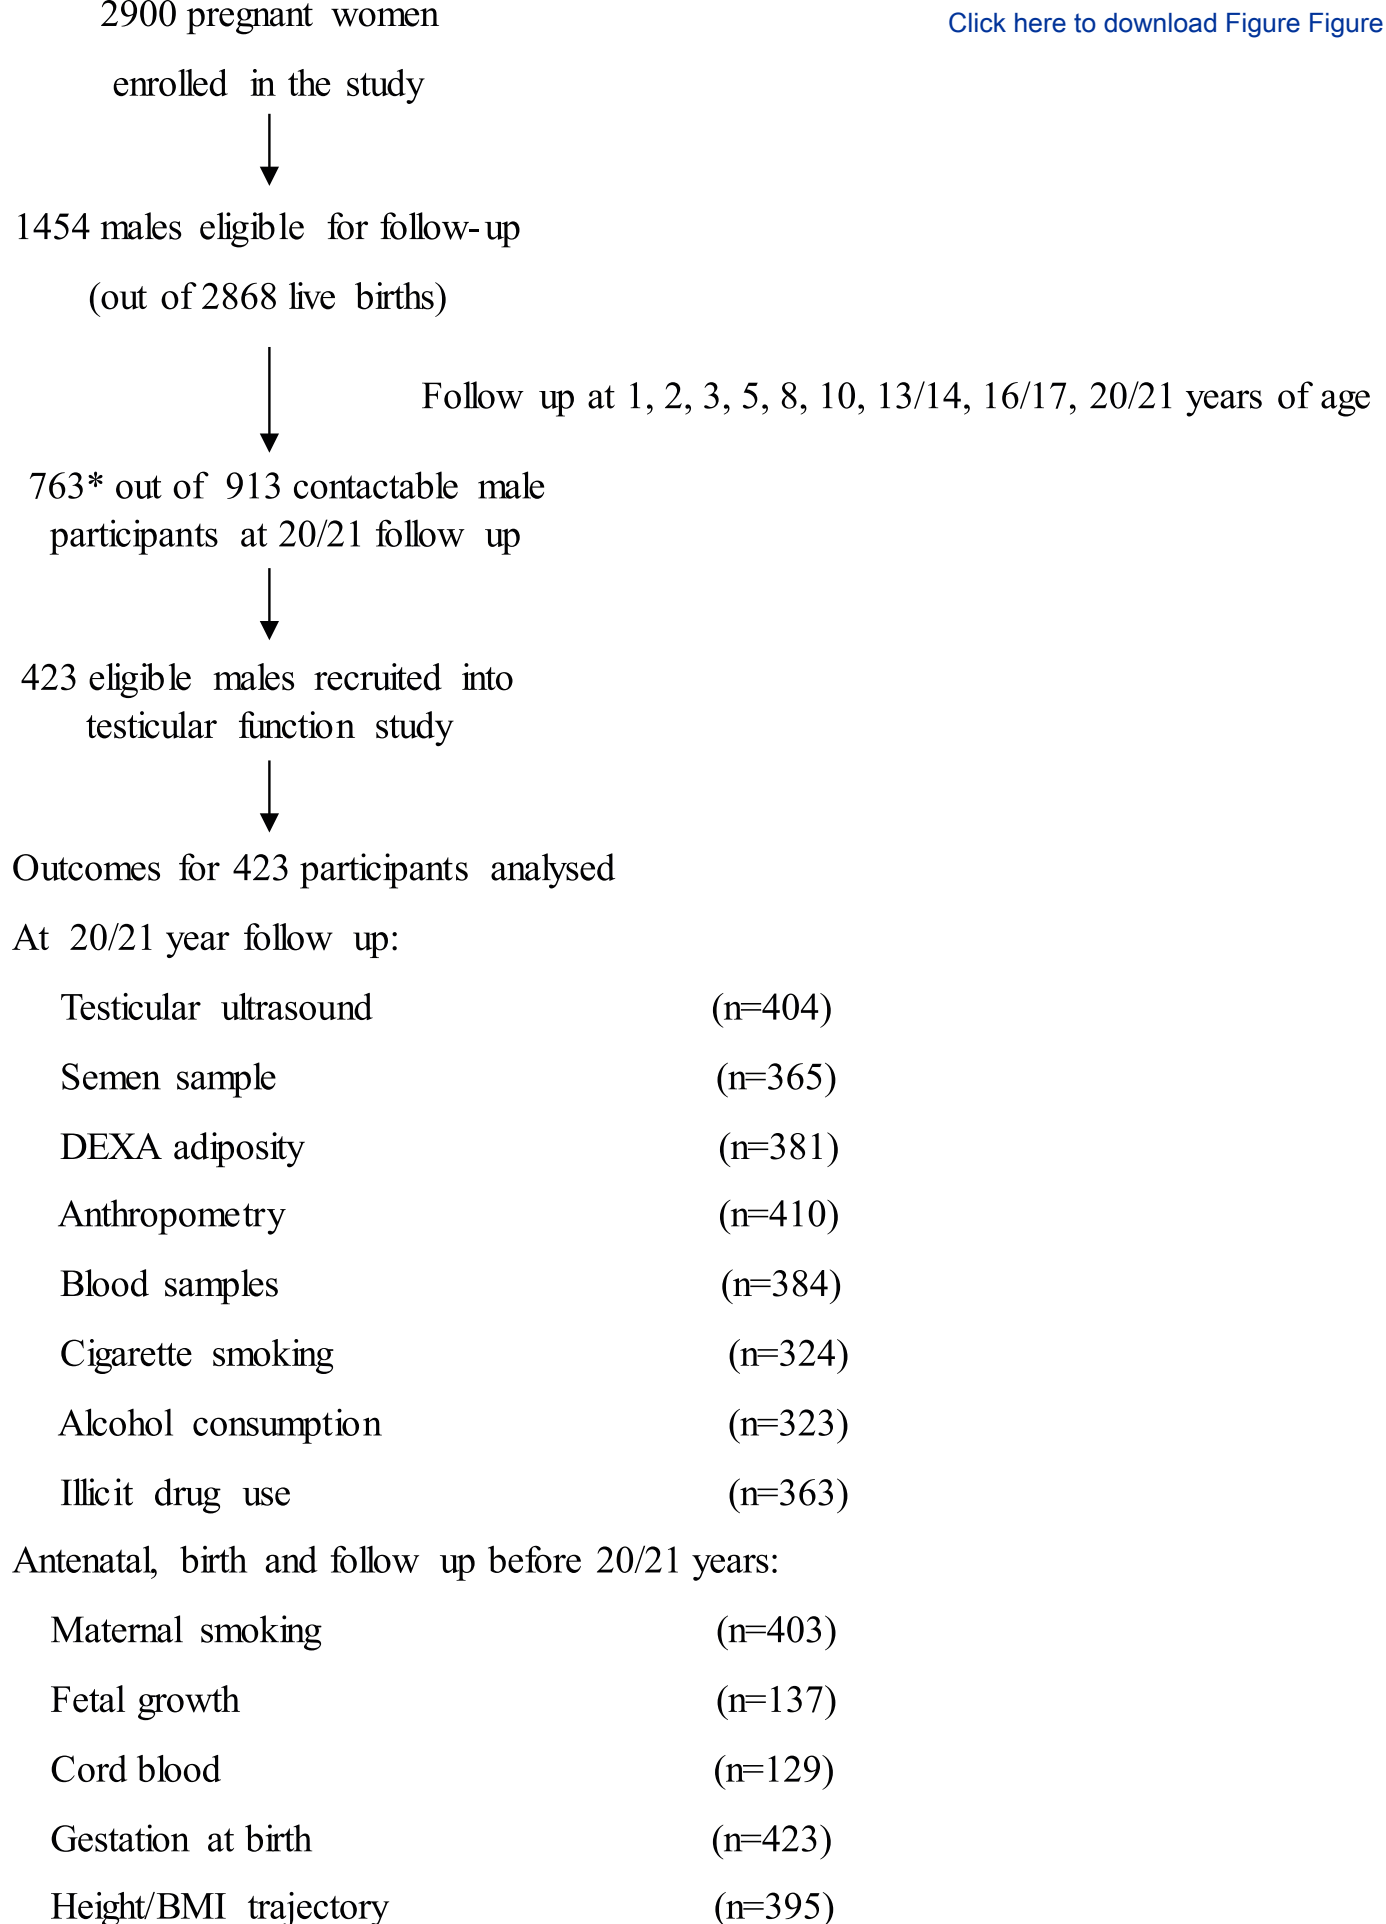 2900 pregnant women
Click here to download Figure Figure
enrolled in the study
1454 males eligible for follow-up
(out of 2868 live births)
Follow up at 1, 2, 3, 5, 8, 10, 13/14, 16/17, 20/21 years of age
763* out of 913 contactable male
participants at 20/21 follow up
423 eligible males recruited into
testicular function study
Outcomes for 423 participants analysed
At 20/21 year follow up:
Testicular ultrasound (n=404)
Semen sample (n=365)
DEXA adiposity (n=381)
Anthropometry (n=410)
Blood samples (n=384)
Cigarette smoking (n=324)
Alcohol consumption (n=323)
Illicit drug use (n=363)
Antenatal, birth and follow up before 20/21 years:
Maternal smoking (n=403)
Fetal growth (n=137)
Cord blood (n=129)
Gestation at birth (n=423)
Height/BMI trajectory (n=395)